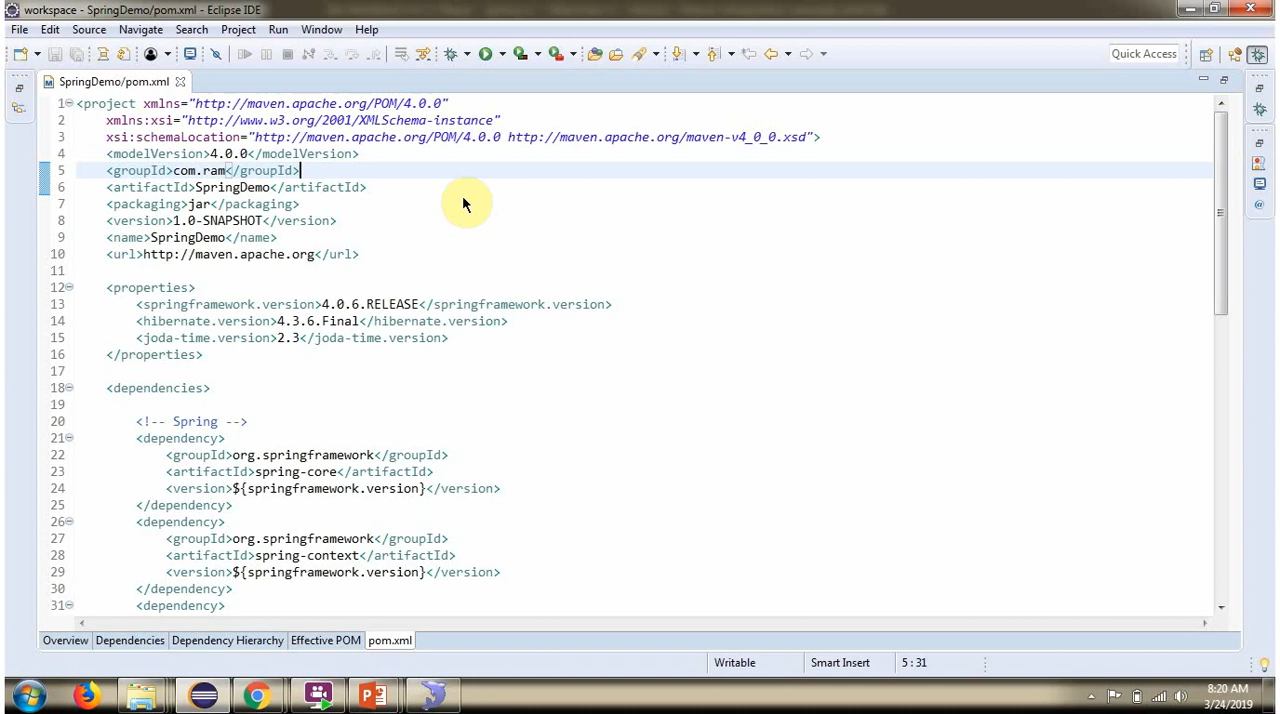 workspace - SpringDemo/pom.xml - Eclipse IDE
File Edit Source Navigate Search Project Run Window Help
Quick Access
SpringDemo/pom.xml
1 <project xmlns="http://maven.apache.org/POM/4.0.0"
2 xmlns:xsi="http://www.w3.org/2001/XMLSchema-instance"
3 xsi:schemaLocation="http://maven.apache.org/POM/4.0.0 http://maven.apache.org/maven-v4_0_0.xsd">
4 <modelVersion>4.0.0</modelVersion>
5 <groupId>com.ram</groupId>
6 <artifactId>SpringDemo</artifactId>
7 <packaging>jar</packaging>
8 <version>1.0-SNAPSHOT</version>
9 <name>SpringDemo</name>
10 <url>http://maven.apache.org</url>
11
12 <properties>
13 <springframework.version>4.0.6.RELEASE</springframework.version>
14 <hibernate.version>4.3.6.Final</hibernate.version>
15 <joda-time.version>2.3</joda-time.version>
16 </properties>
17
18 <dependencies>
19
20 <!-- Spring -->
21 <dependency>
22 <groupId>org.springframework</groupId>
23 <artifactId>spring-core</artifactId>
24 <version>${springframework.version}</version>
25 </dependency>
26 <dependency>
27 <groupId>org.springframework</groupId>
28 <artifactId>spring-context</artifactId>
29 <version>${springframework.version}</version>
30 </dependency>
31 <dependency>
Overview Dependencies Dependency Hierarchy Effective POM pom.xml
Writable Smart Insert 5 : 31
8:20 AM
3/24/2019